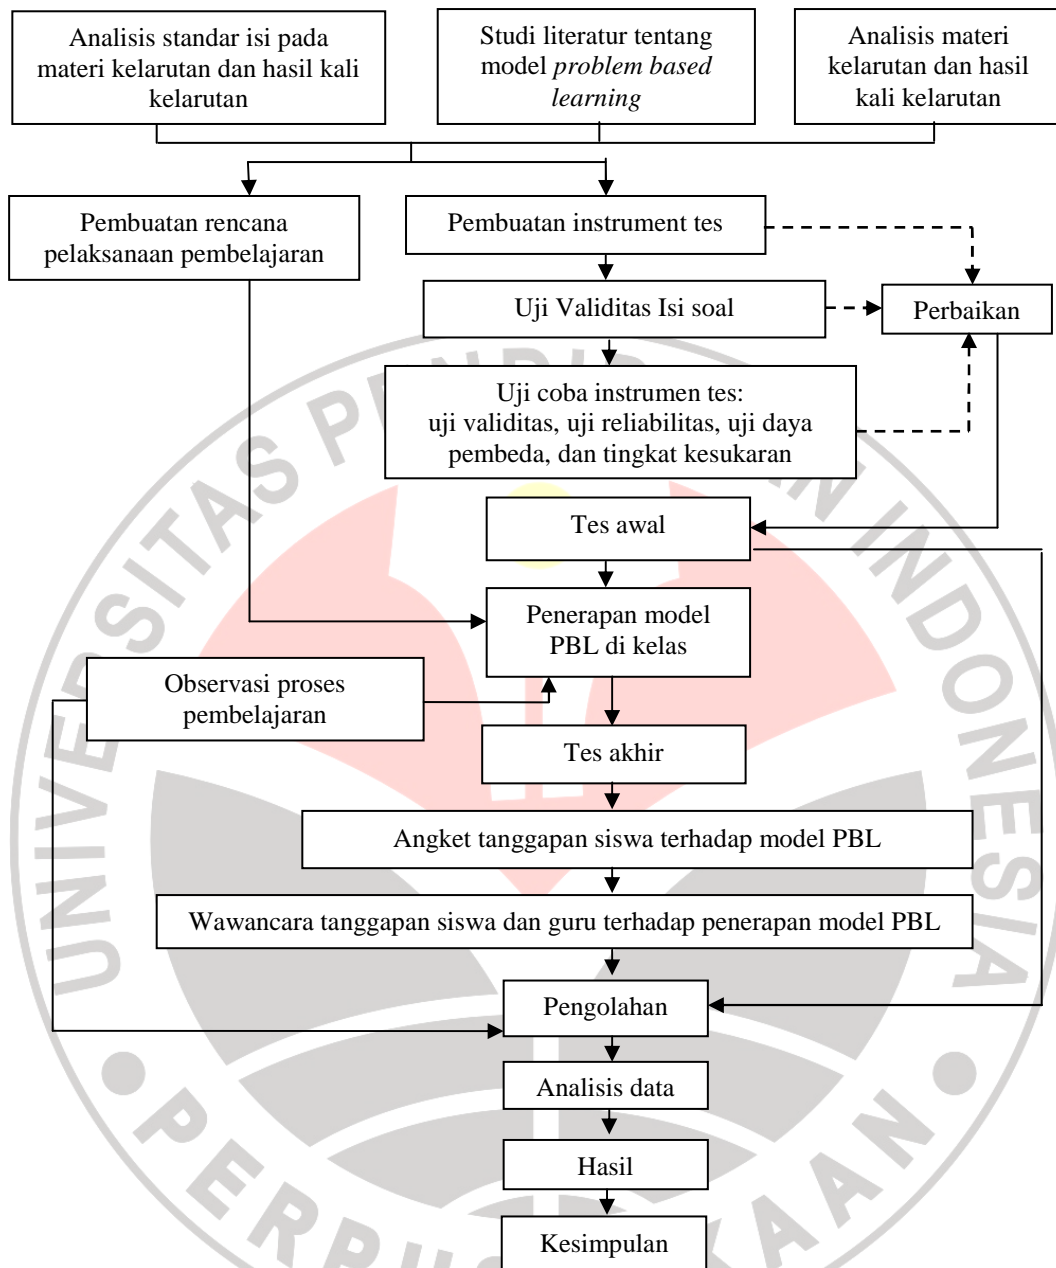 Analisis standar isi pada
materi kelarutan dan hasil kali
kelarutan
Studi literatur tentang
model problem based
learning
Analisis materi
kelarutan dan hasil
kali kelarutan
Pembuatan rencana
pelaksanaan pembelajaran
Pembuatan instrument tes
Uji Validitas Isi soal
Perbaikan
Uji coba instrumen tes:
uji validitas, uji reliabilitas, uji daya
pembeda, dan tingkat kesukaran
Tes awal
Penerapan model
PBL di kelas
Observasi proses
pembelajaran
Tes akhir
Angket tanggapan siswa terhadap model PBL
Wawancara tanggapan siswa dan guru terhadap penerapan model PBL
Pengolahan
Analisis data
Hasil
Kesimpulan
UNIVERSITAS PENDIDIKAN INDONESIA
PERPUSTAKAAN